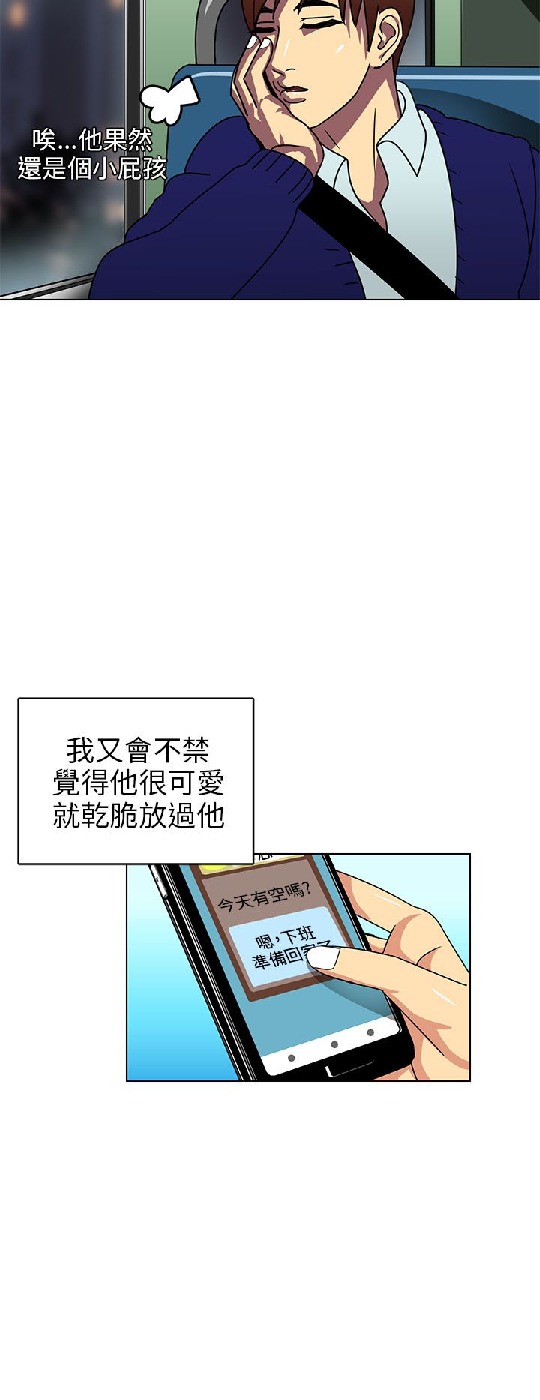 唉…他果然
還是個小屁孩
我又會不禁
覺得他很可愛
就乾脆放過他
今天有空嗎?
嗯,下班
準備回家了